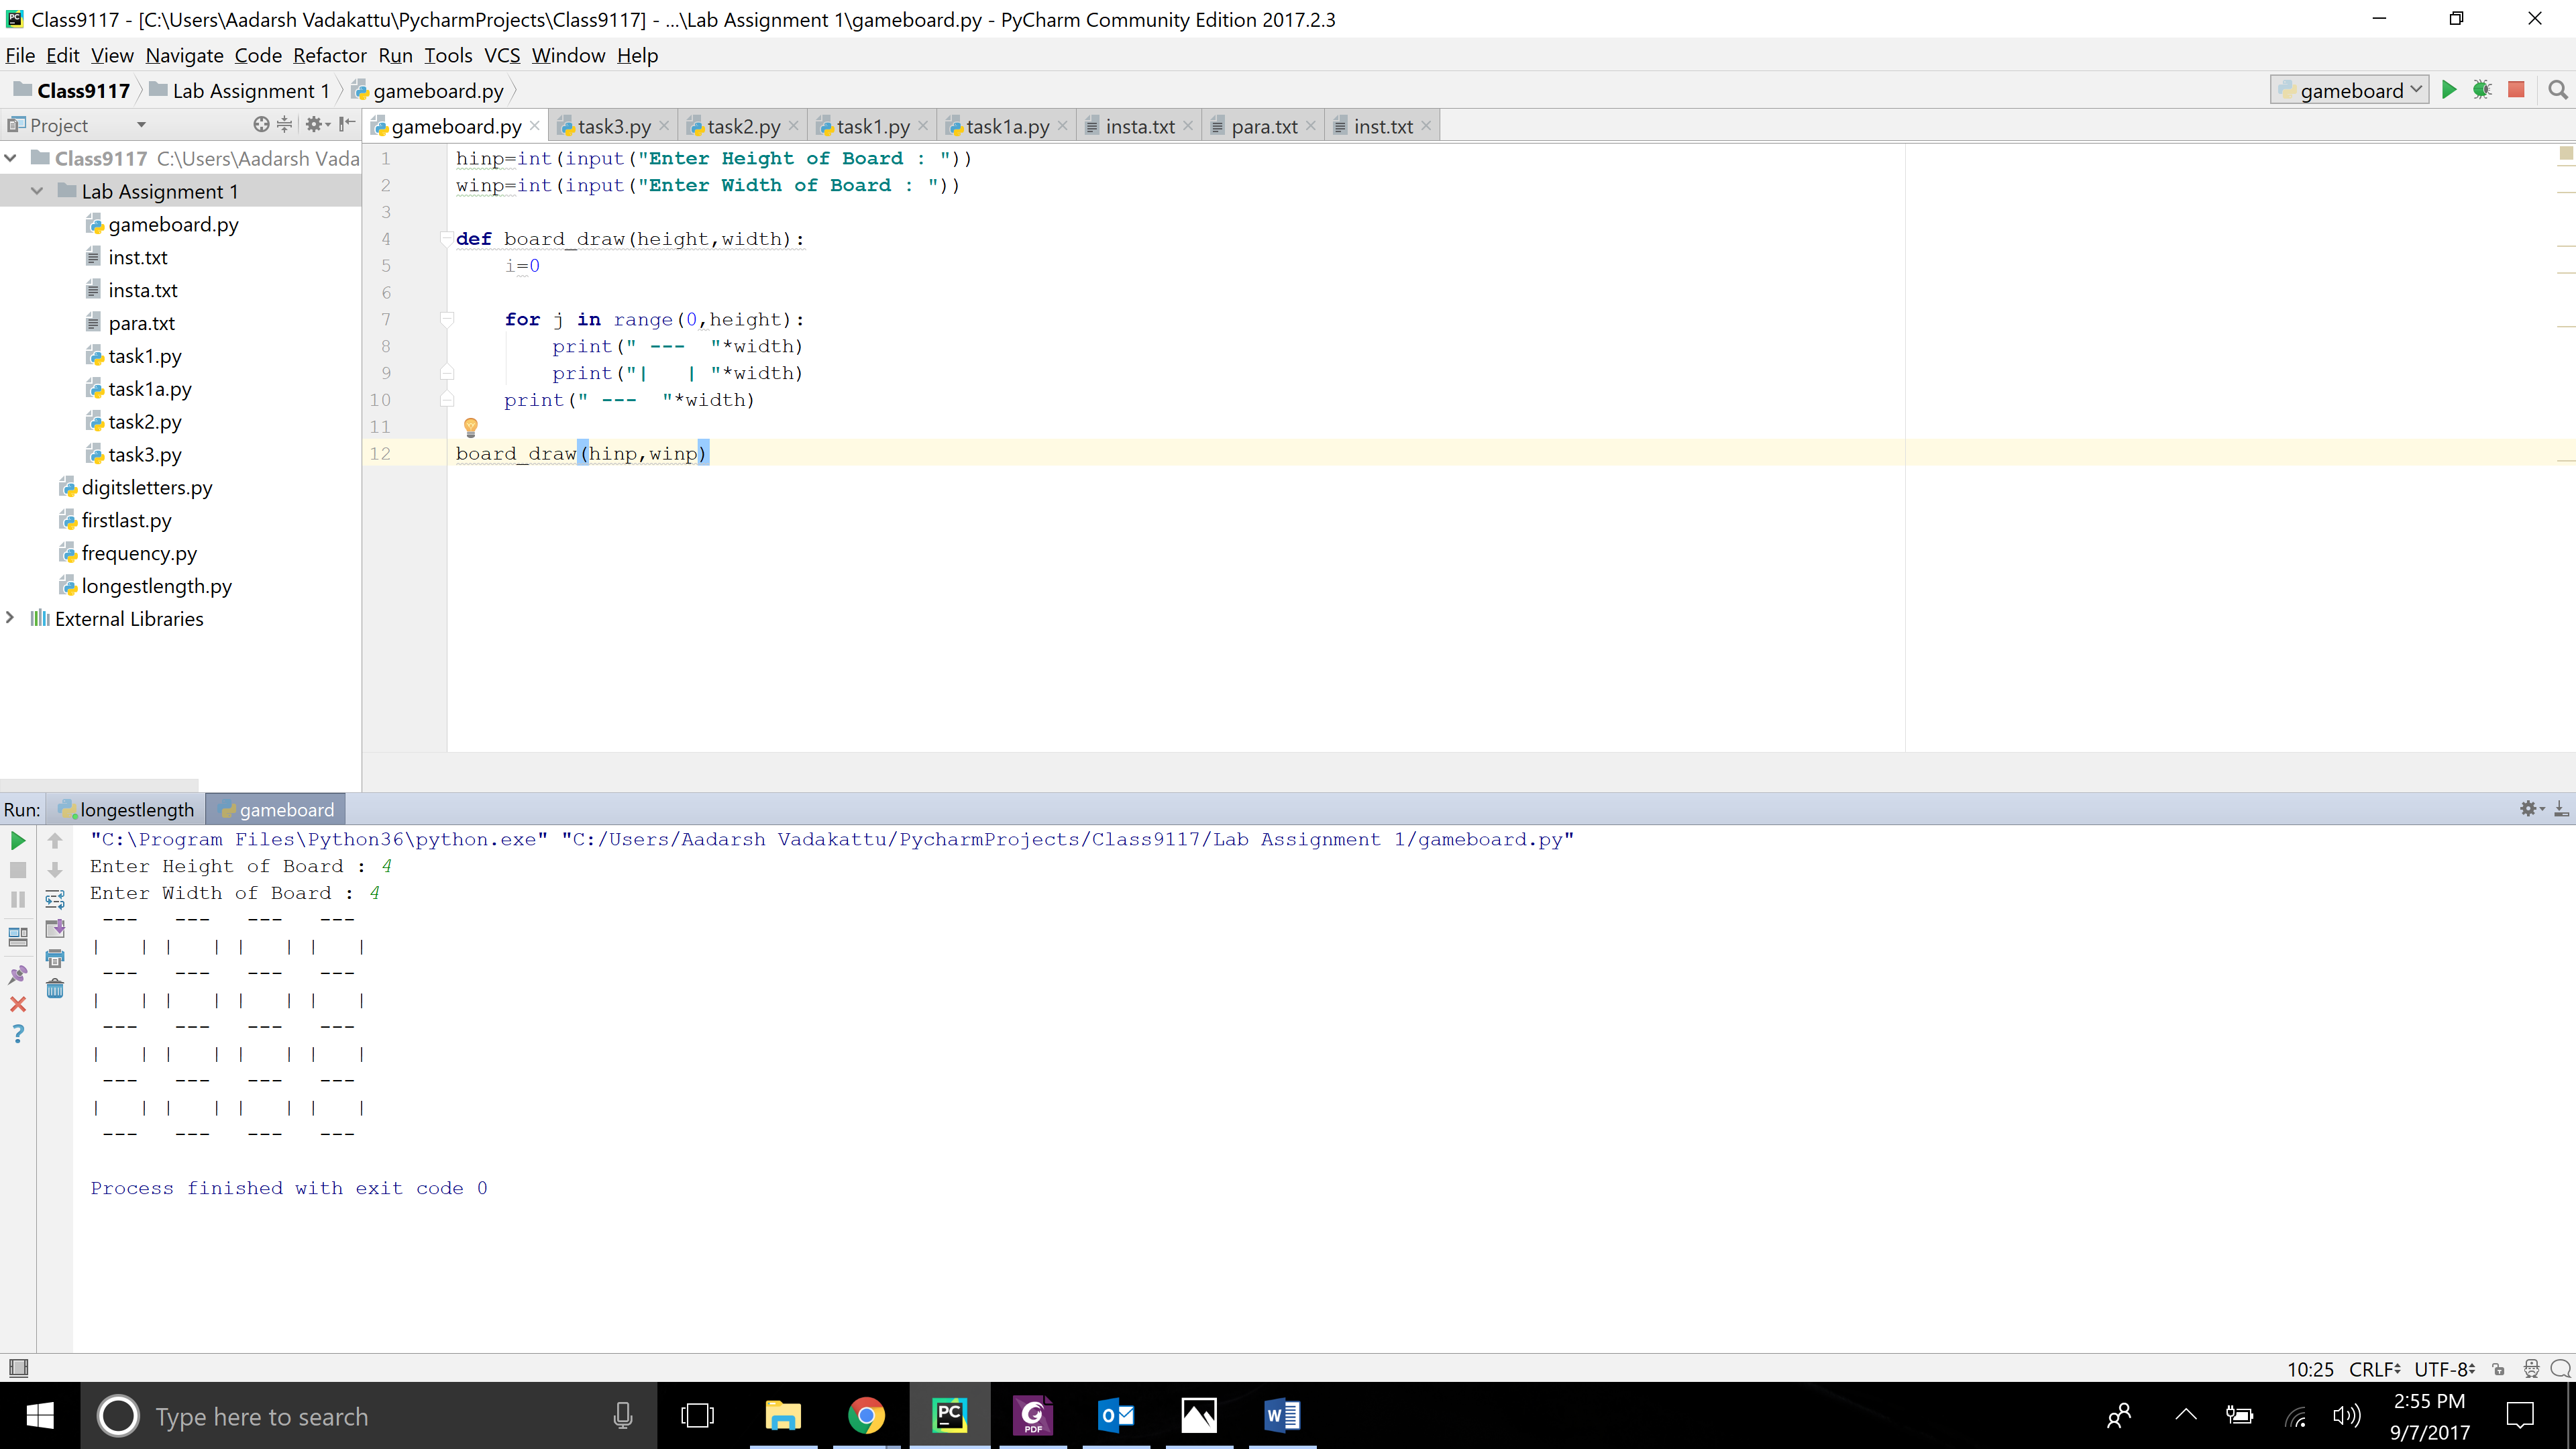 Class9117 - [C:\Users\Aadarsh Vadakattu\PycharmProjects\Class9117] - ...\Lab Assignment 1\gameboard.py - PyCharm Community Edition 2017.2.3
File Edit View Navigate Code Refactor Run Tools VCS Window Help
Class9117 Lab Assignment 1 gameboard.py
gameboard
Project
gameboard.py task3.py task2.py task1.py task1a.py insta.txt para.txt inst.txt
Class9117 C:\Users\Aadarsh Vada
Lab Assignment 1
gameboard.py
inst.txt
insta.txt
para.txt
task1.py
task1a.py
task2.py
task3.py
digitsletters.py
firstlast.py
frequency.py
longestlength.py
External Libraries
1 hinp=int(input("Enter Height of Board : "))
2 winp=int(input("Enter Width of Board : "))
3
4 def board_draw(height,width):
5     i=0
6
7     for j in range(0,height):
8         print(" ---  "*width)
9         print("|   | "*width)
10     print(" ---  "*width)
11
12 board_draw(hinp,winp)
Run: longestlength gameboard
"C:\Program Files\Python36\python.exe" "C:/Users/Aadarsh Vadakattu/PycharmProjects/Class9117/Lab Assignment 1/gameboard.py"
Enter Height of Board : 4
Enter Width of Board : 4
 ---   ---   ---   ---
|   | |   | |   | |   |
 ---   ---   ---   ---
|   | |   | |   | |   |
 ---   ---   ---   ---
|   | |   | |   | |   |
 ---   ---   ---   ---
|   | |   | |   | |   |
 ---   ---   ---   ---
Process finished with exit code 0
10:25 CRLF UTF-8
Type here to search
PC
PDF
2:55 PM
9/7/2017